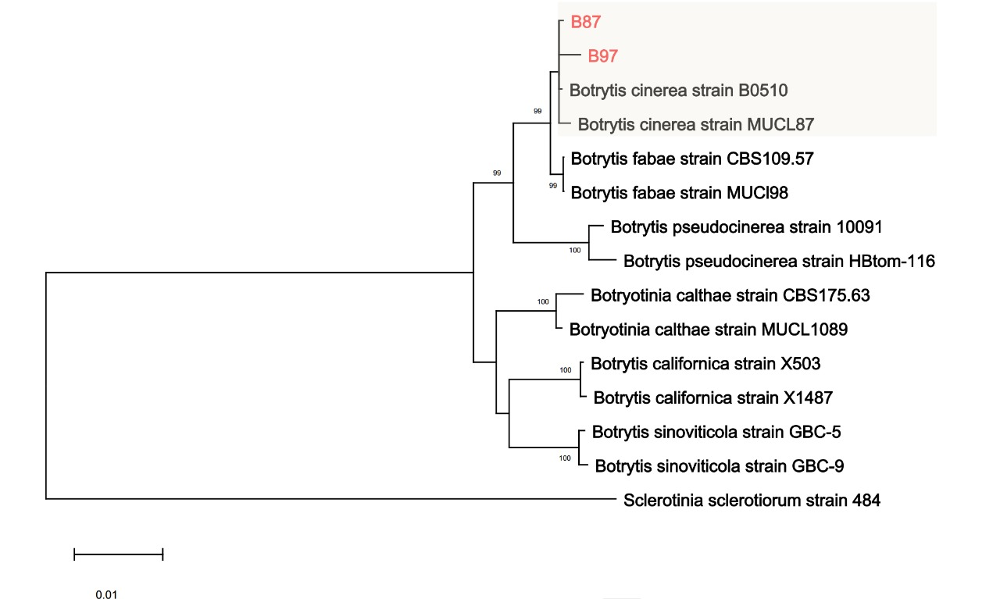 B87
B97
Botrytis cinerea strain B0510
Botrytis cinerea strain MUCL87
99
Botrytis fabae strain CBS109.57
99
99
Botrytis fabae strain MUCl98
Botrytis pseudocinerea strain 10091
100
Botrytis pseudocinerea strain HBtom-116
100
Botryotinia calthae strain CBS175.63
Botryotinia calthae strain MUCL1089
100
Botrytis californica strain X503
Botrytis californica strain X1487
Botrytis sinoviticola strain GBC-5
100
Botrytis sinoviticola strain GBC-9
Sclerotinia sclerotiorum strain 484
0.01